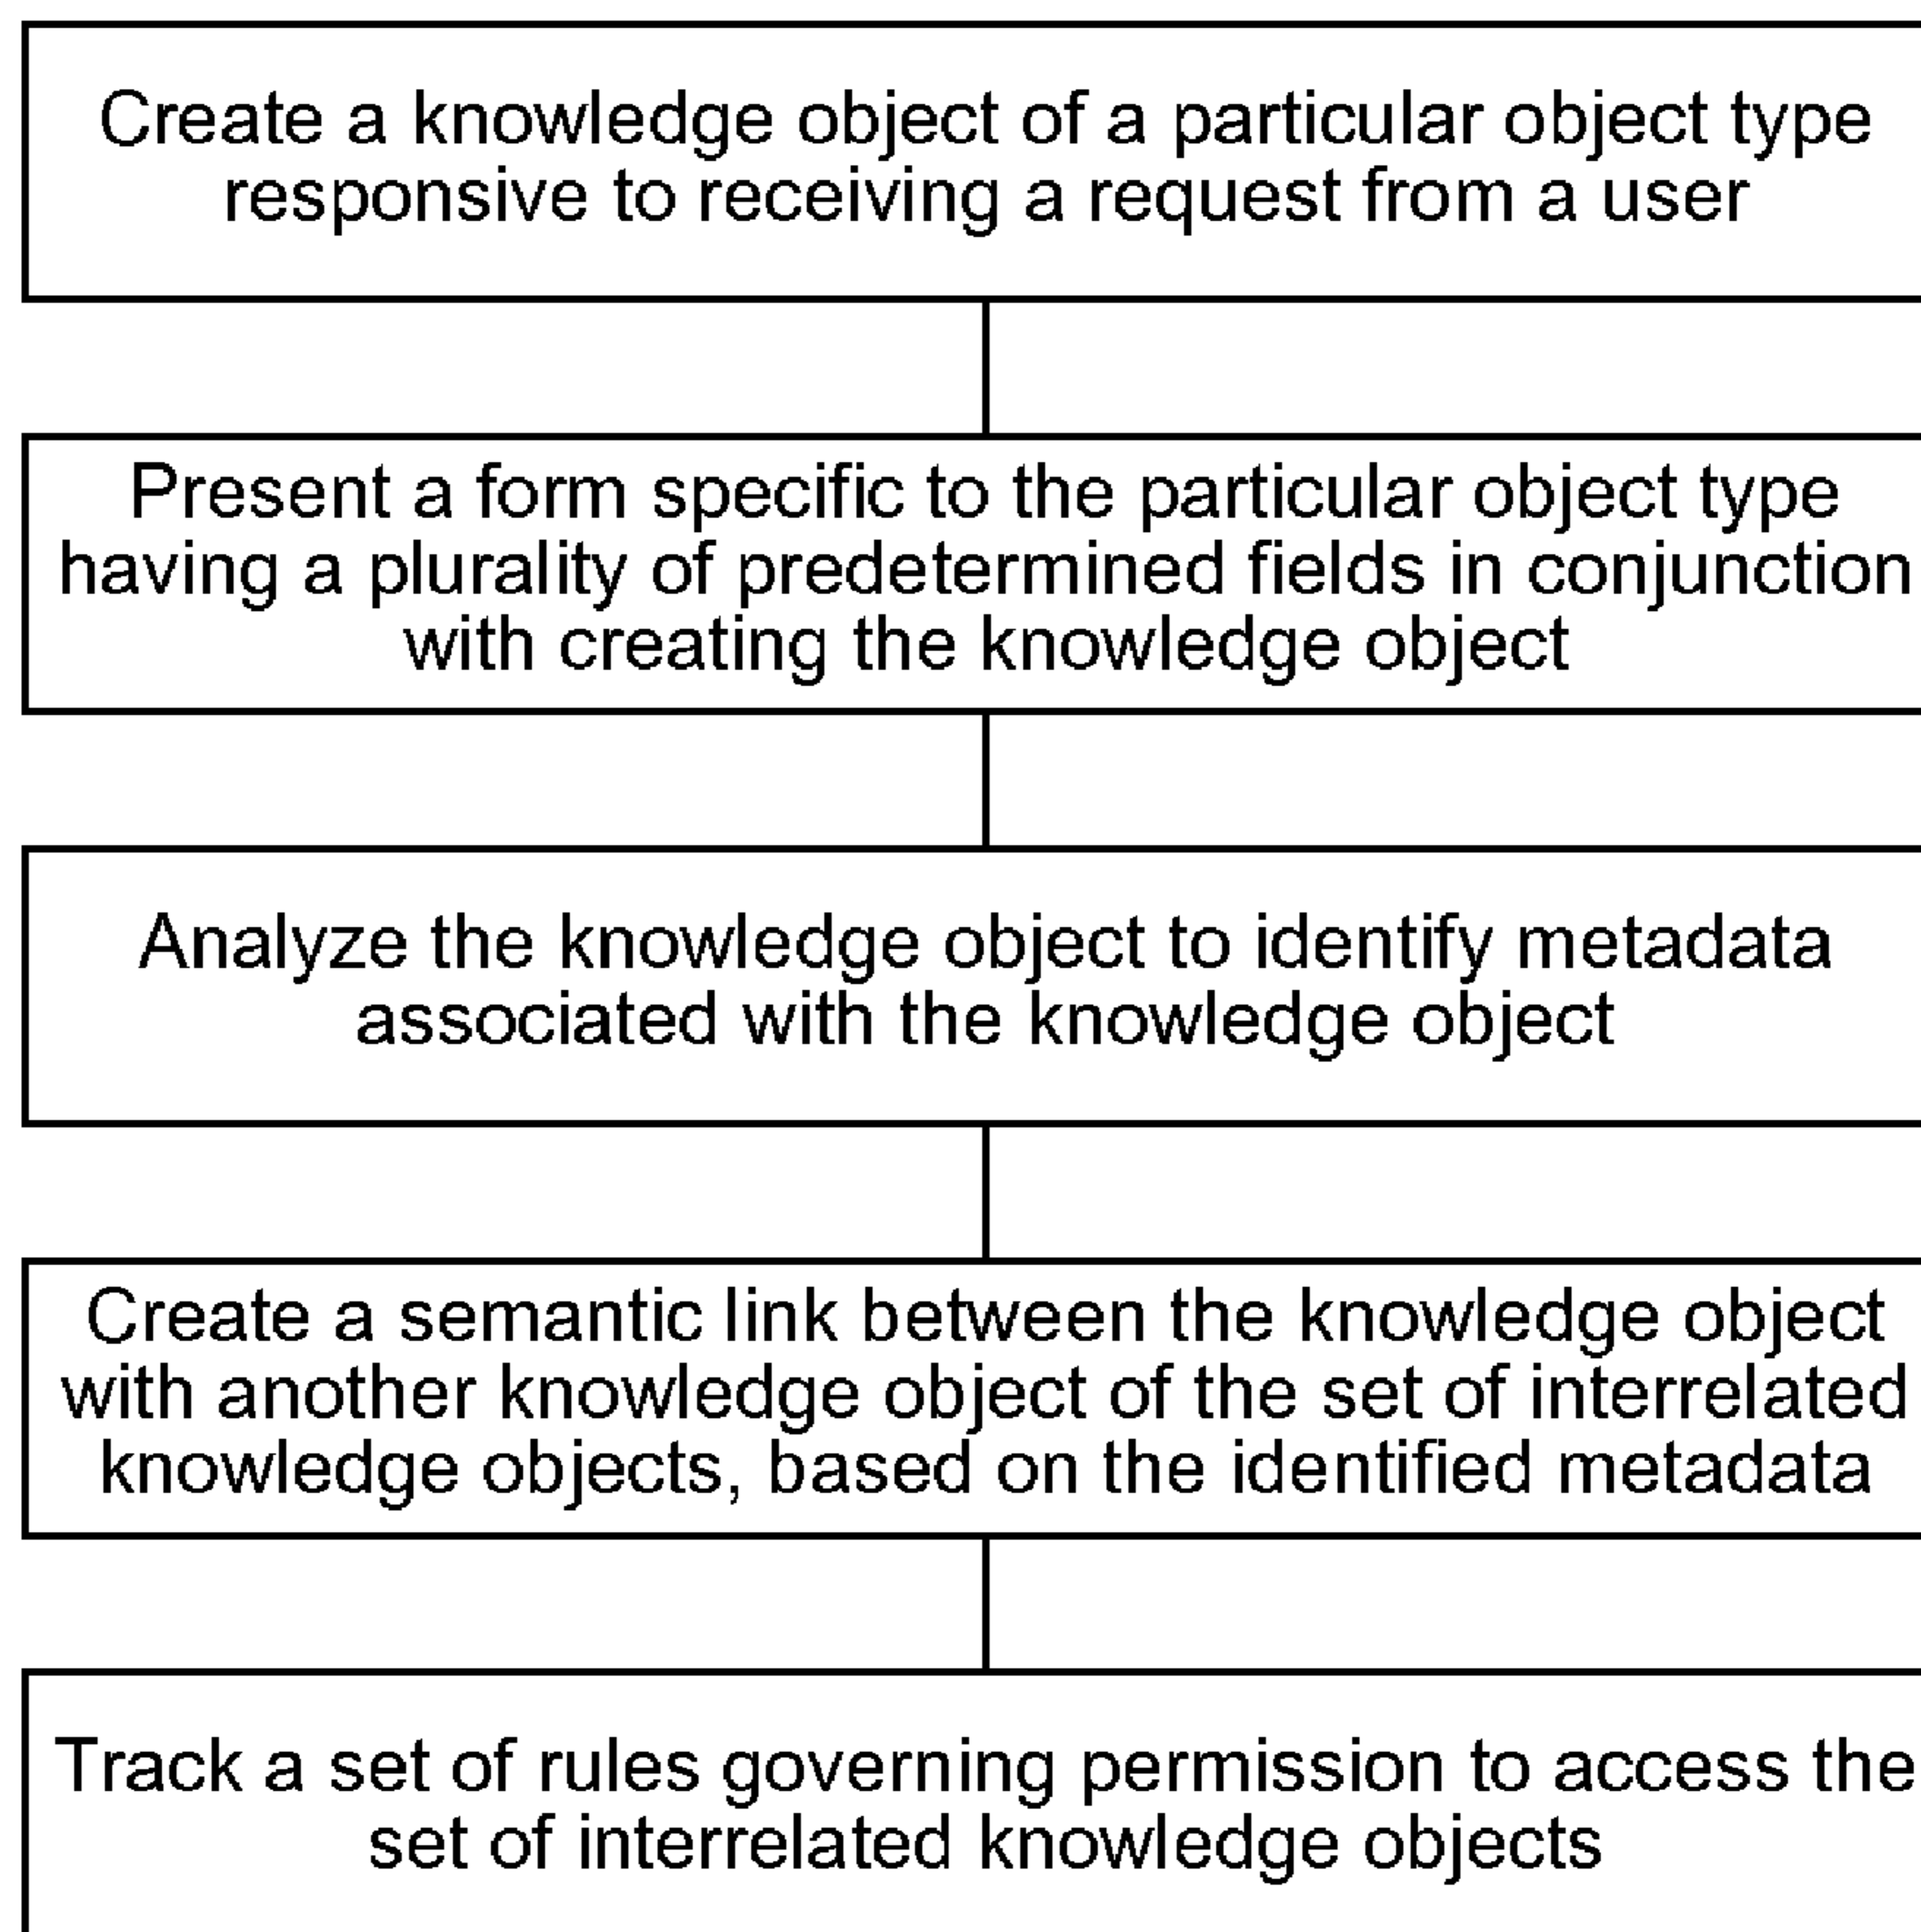 Create a knowledge object of a particular object type
responsive to receiving a request from a user
Present a form specific to the particular object type
having a plurality of predetermined fields in conjunction
with creating the knowledge object
Analyze the knowledge object to identify metadata
associated with the knowledge object
Create a semantic link between the knowledge object
with another knowledge object of the set of interrelated
knowledge objects, based on the identified metadata
Track a set of rules governing permission to access the
set of interrelated knowledge objects